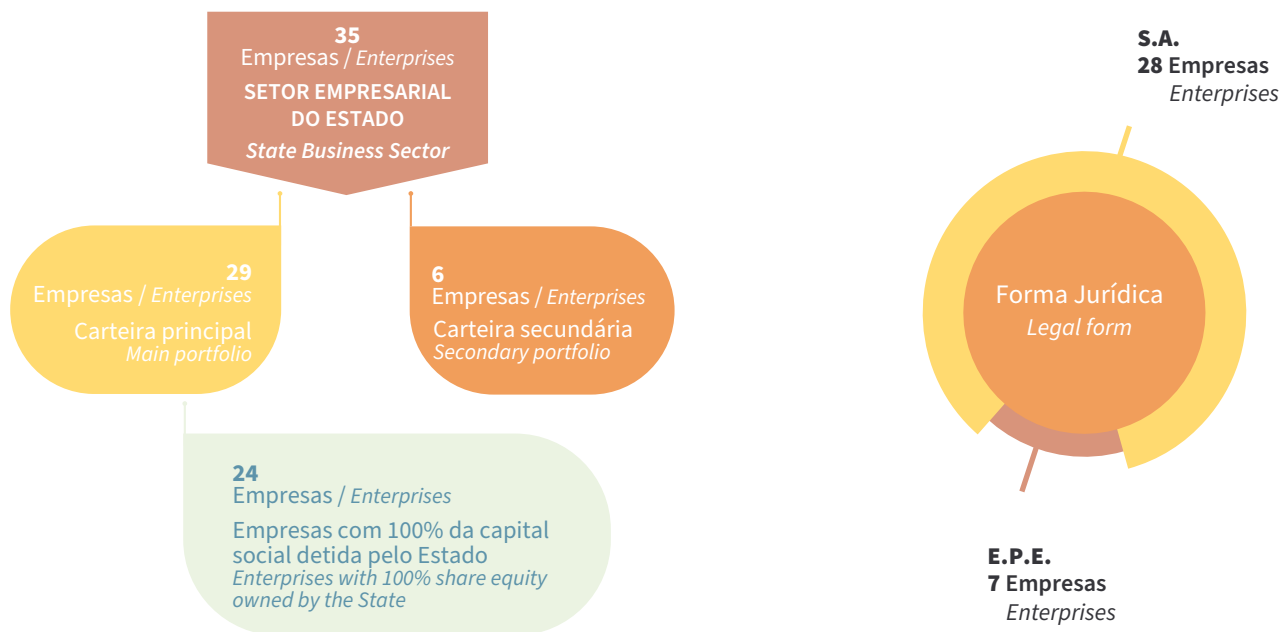 35
Empresas / Enterprises
SETOR EMPRESARIAL
DO ESTADO
State Business Sector
29
Empresas / Enterprises
Carteira principal
Main portfolio
6
Empresas / Enterprises
Carteira secundária
Secondary portfolio
24
Empresas / Enterprises
Empresas com 100% da capital
social detida pelo Estado
Enterprises with 100% share equity
owned by the State
S.A.
28 Empresas
Enterprises
Forma Jurídica
Legal form
E.P.E.
7 Empresas
Enterprises